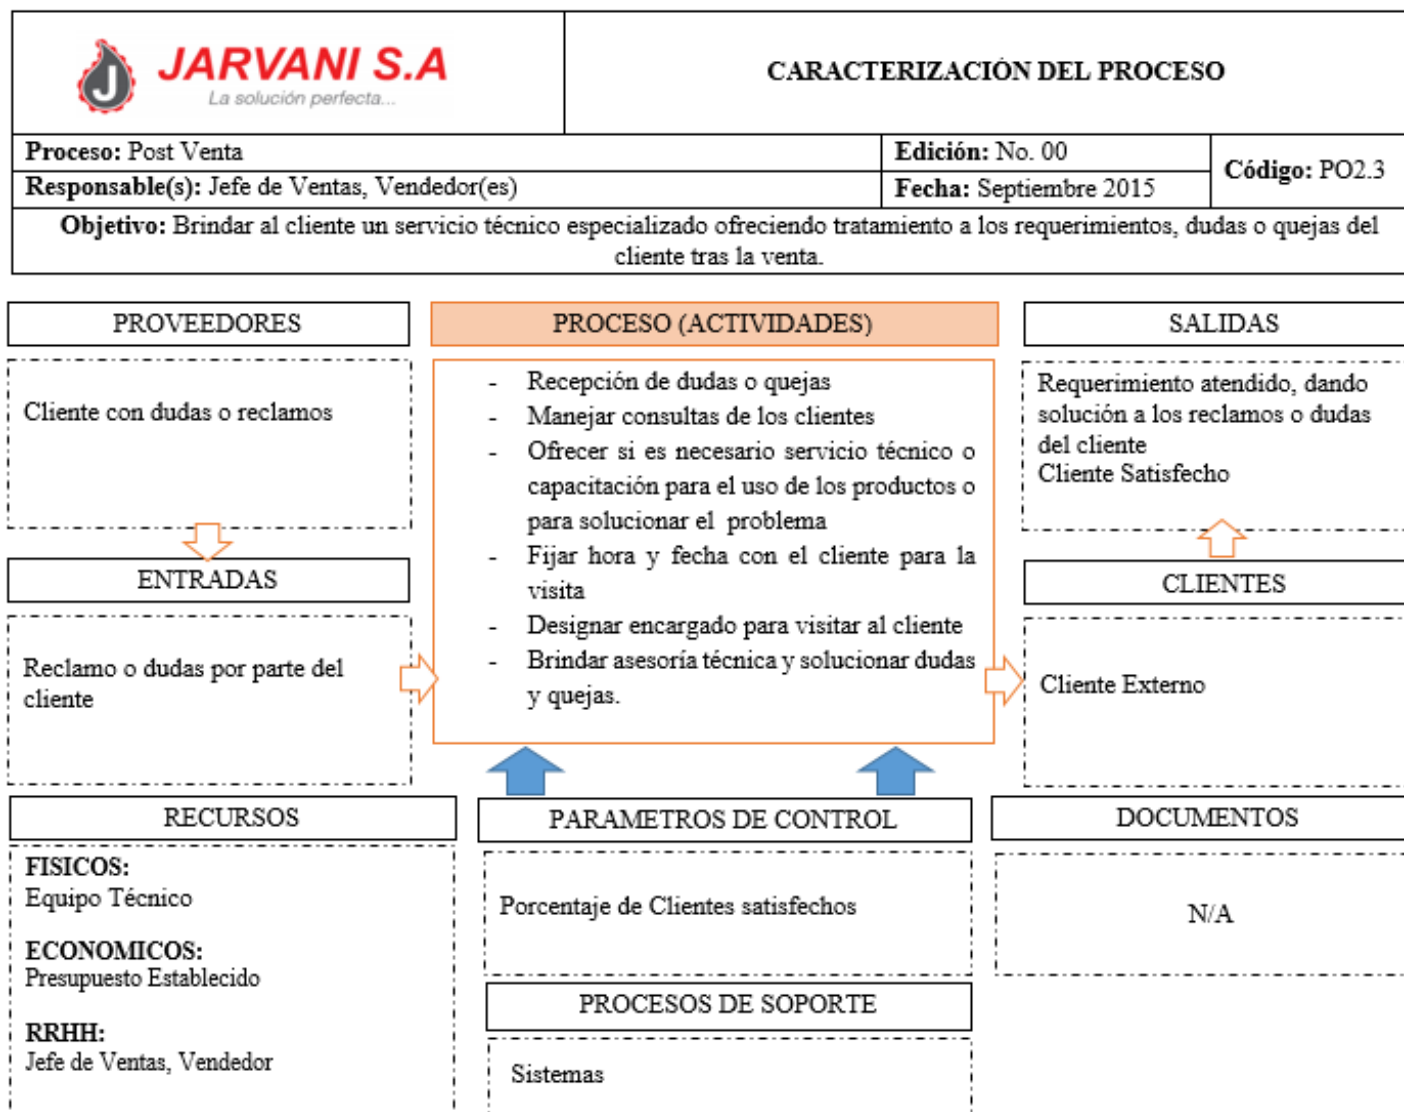 J
JARVANI S.A
La solución perfecta...
CARACTERIZACIÓN DEL PROCESO
Proceso: Post Venta
Edición: No. 00
Código: PO2.3
Responsable(s): Jefe de Ventas, Vendedor(es)
Fecha: Septiembre 2015
Objetivo: Brindar al cliente un servicio técnico especializado ofreciendo tratamiento a los requerimientos, dudas o quejas del
cliente tras la venta.
PROVEEDORES
Cliente con dudas o reclamos
ENTRADAS
Reclamo o dudas por parte del
cliente
PROCESO (ACTIVIDADES)
- Recepción de dudas o quejas
- Manejar consultas de los clientes
- Ofrecer si es necesario servicio técnico o
capacitación para el uso de los productos o
para solucionar el problema
- Fijar hora y fecha con el cliente para la
visita
- Designar encargado para visitar al cliente
- Brindar asesoría técnica y solucionar dudas
y quejas.
SALIDAS
Requerimiento atendido, dando
solución a los reclamos o dudas
del cliente
Cliente Satisfecho
CLIENTES
Cliente Externo
RECURSOS
FISICOS:
Equipo Técnico
ECONOMICOS:
Presupuesto Establecido
RRHH:
Jefe de Ventas, Vendedor
PARAMETROS DE CONTROL
Porcentaje de Clientes satisfechos
PROCESOS DE SOPORTE
Sistemas
DOCUMENTOS
N/A